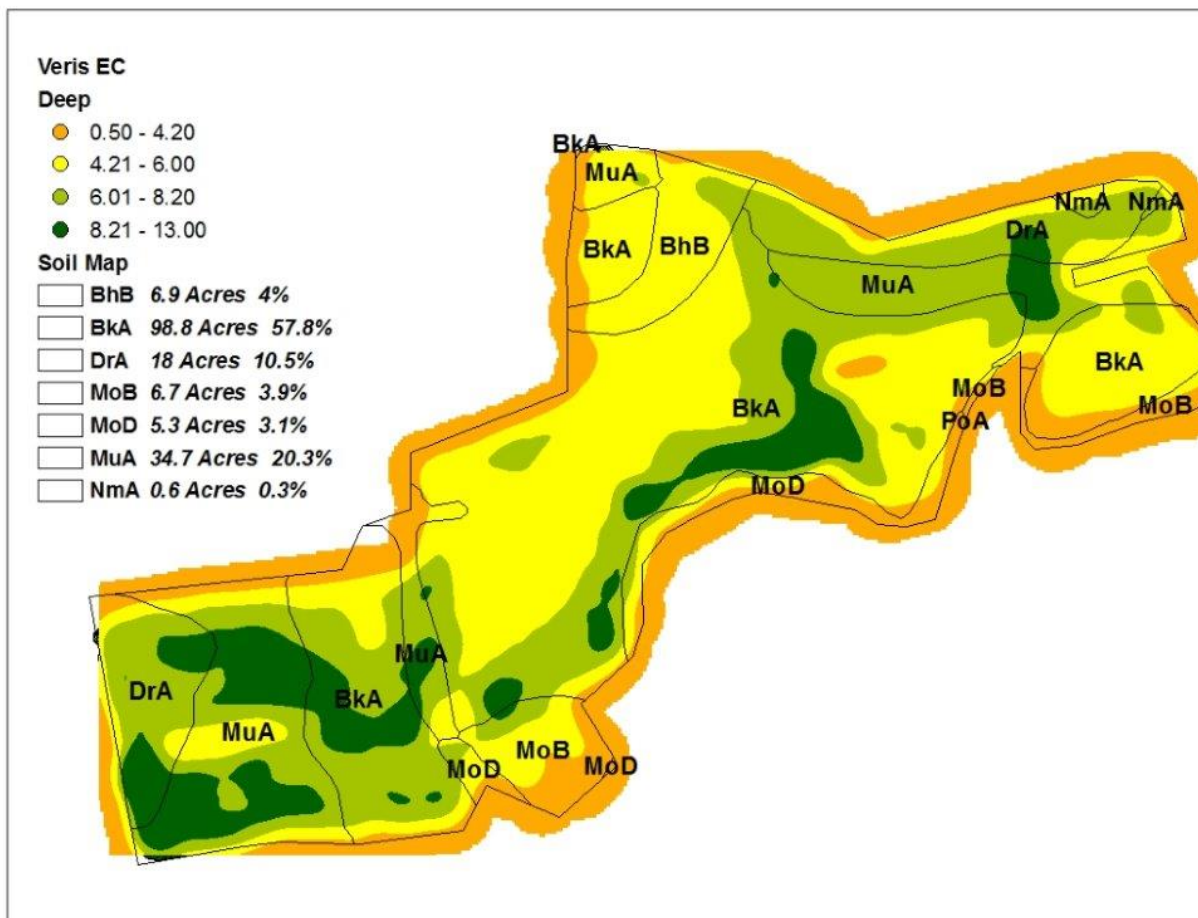 Veris EC
Deep
0.50 - 4.20
4.21 - 6.00
6.01 - 8.20
8.21 - 13.00
Soil Map
BhB 6.9 Acres 4%
BkA 98.8 Acres 57.8%
DrA 18 Acres 10.5%
MoB 6.7 Acres 3.9%
MoD 5.3 Acres 3.1%
MuA 34.7 Acres 20.3%
NmA 0.6 Acres 0.3%
BkA
MuA
NmA NmA
DrA
BkA BhB
MuA
BkA
MoB
MoB
BkA
PoA
MoD
MuA
DrA
BkA
MuA
MoB
MoD MoD